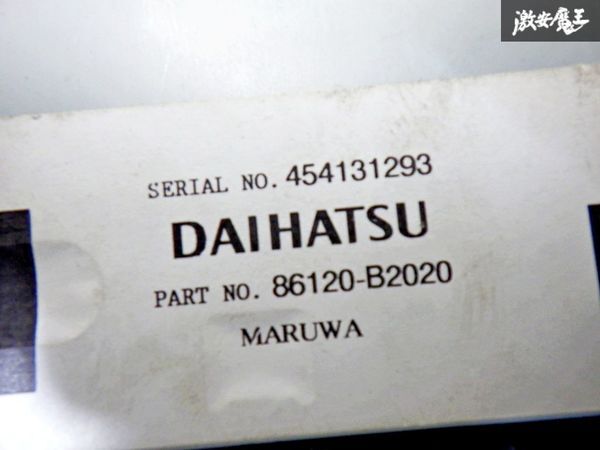 激安魔王
SERIAL NO. 454131293
DAIHATSU
PART NO. 86120-B2020
MARUWA